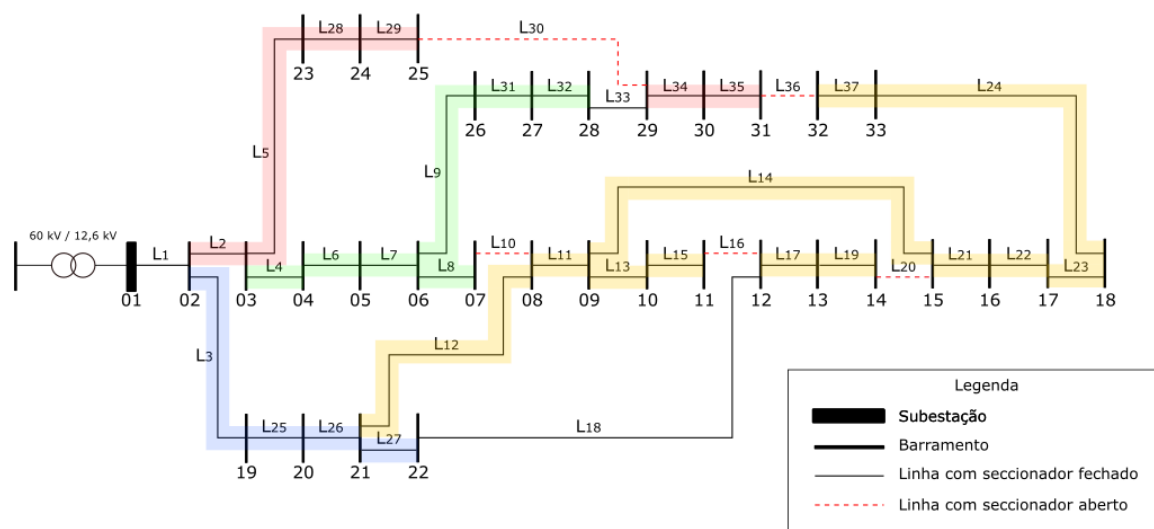 L28 L29 L30
23 24 25
L31 L32 L33 L34 L35 L36 L37 L24
26 27 28 29 30 31 32 33
L5
L9
L14
60 kV / 12,6 kV
L1 L2 L4 L6 L7 L8 L10 L11 L13 L15 L16 L17 L19 L20 L21 L22 L23
01 02 03 04 05 06 07 08 09 10 11 12 13 14 15 16 17 18
L3
L12
L25 L26 L27 L18
19 20 21 22
Legenda
Subestação
Barramento
Linha com seccionador fechado
Linha com seccionador aberto